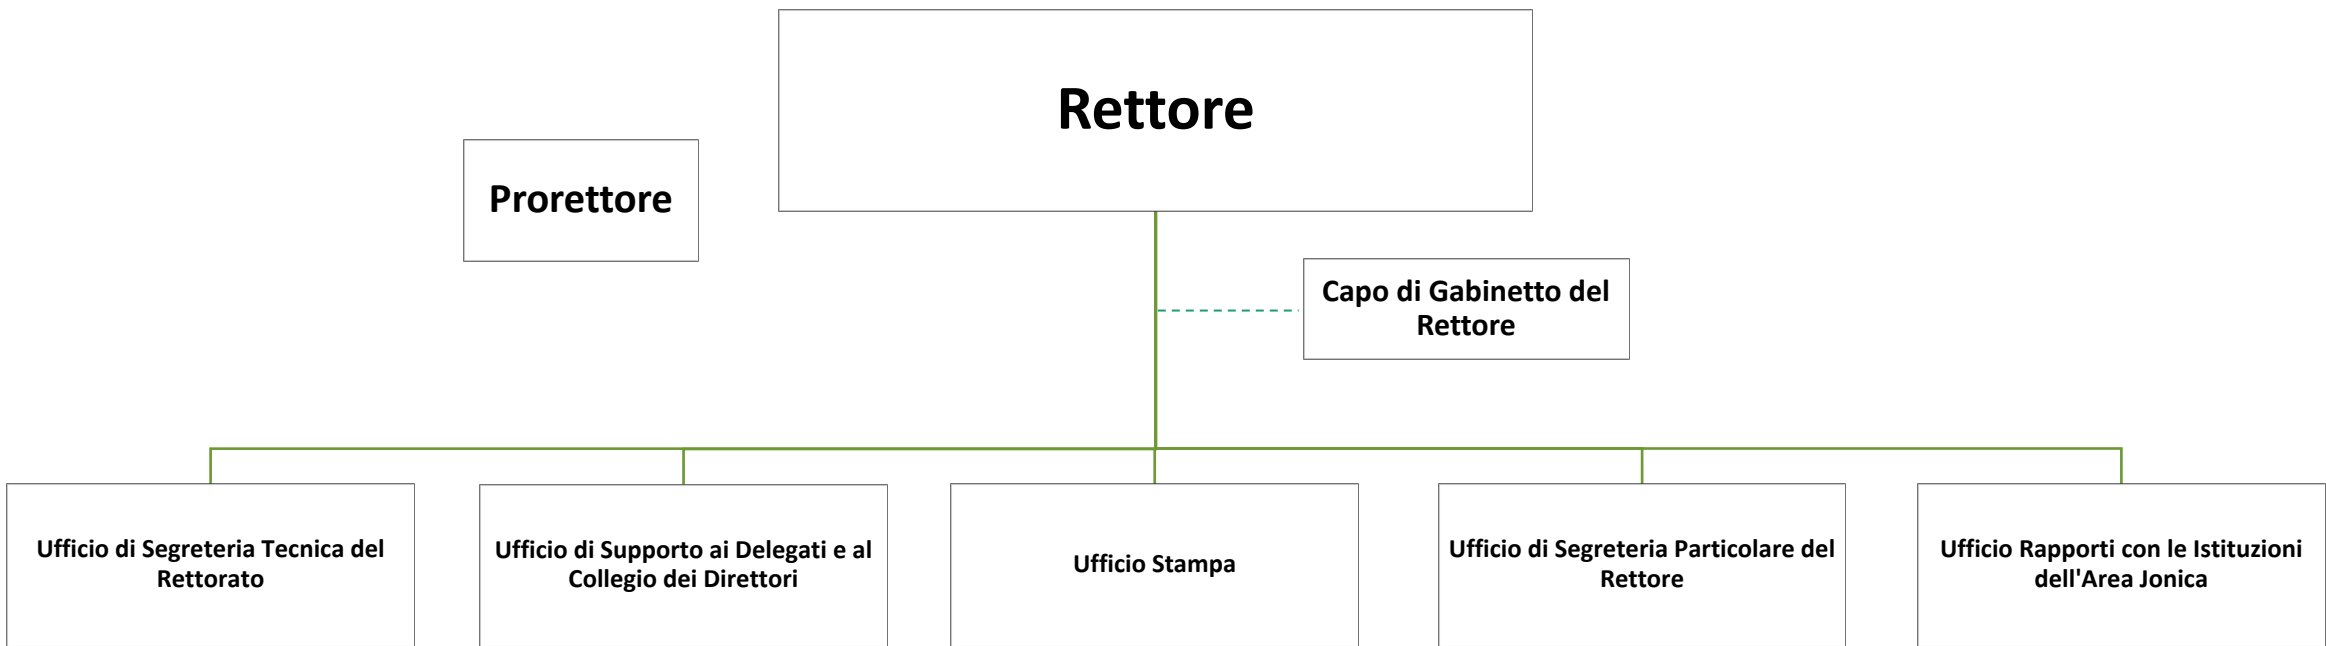 Rettore
Prorettore
Capo di Gabinetto del
Rettore
Ufficio di Segreteria Tecnica del
Rettorato
Ufficio di Supporto ai Delegati e al
Collegio dei Direttori
Ufficio Stampa
Ufficio di Segreteria Particolare del
Rettore
Ufficio Rapporti con le Istituzioni
dell'Area Jonica